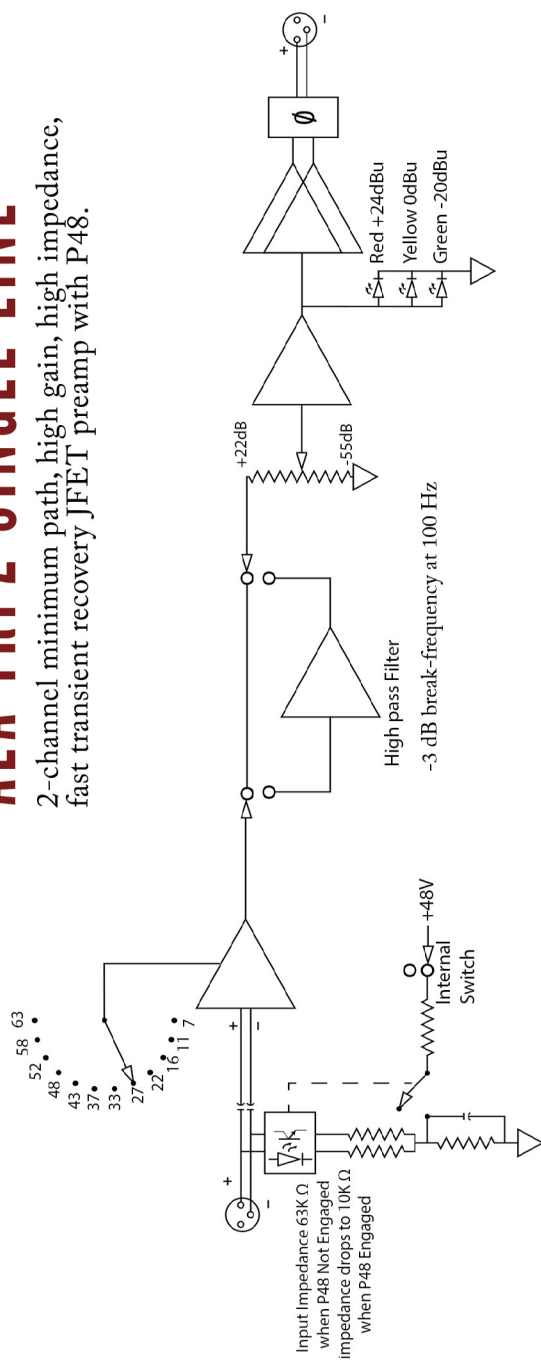 2-channel minimum path, high gain, high impedance,
fast transient recovery JFET preamp with P48.
63
58
52
48
43
37
33
27
22
16
11
7
+
-
+
-
Input Impedance 63K Ω
when P48 Not Engaged
impedance drops to 10K Ω
when P48 Engaged
+48V
Internal
Switch
High pass Filter
-3 dB break-frequency at 100 Hz
+22dB
-55dB
Red +24dBu
Yellow 0dBu
Green -20dBu
ø
+
-